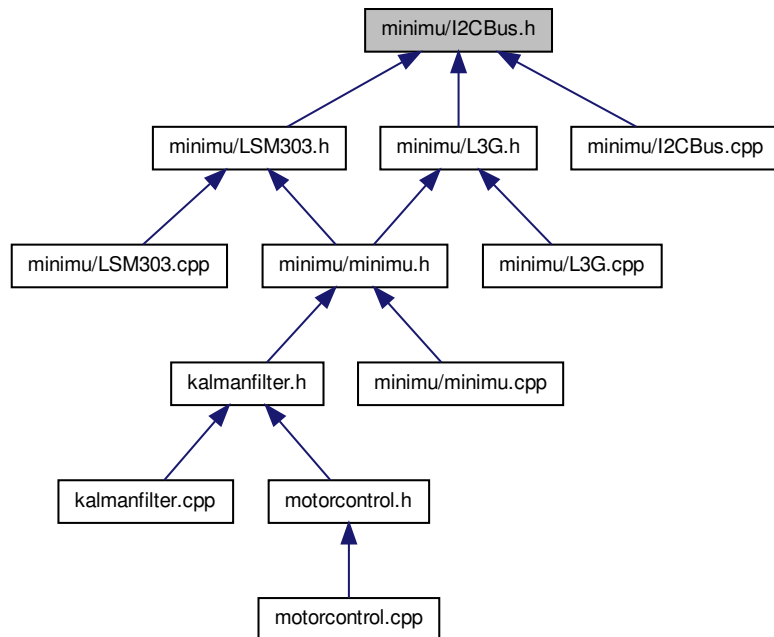 minimu/I2CBus.h
minimu/LSM303.h
minimu/L3G.h
minimu/I2CBus.cpp
minimu/LSM303.cpp
minimu/minimu.h
minimu/L3G.cpp
kalmanfilter.h
minimu/minimu.cpp
kalmanfilter.cpp
motorcontrol.h
motorcontrol.cpp